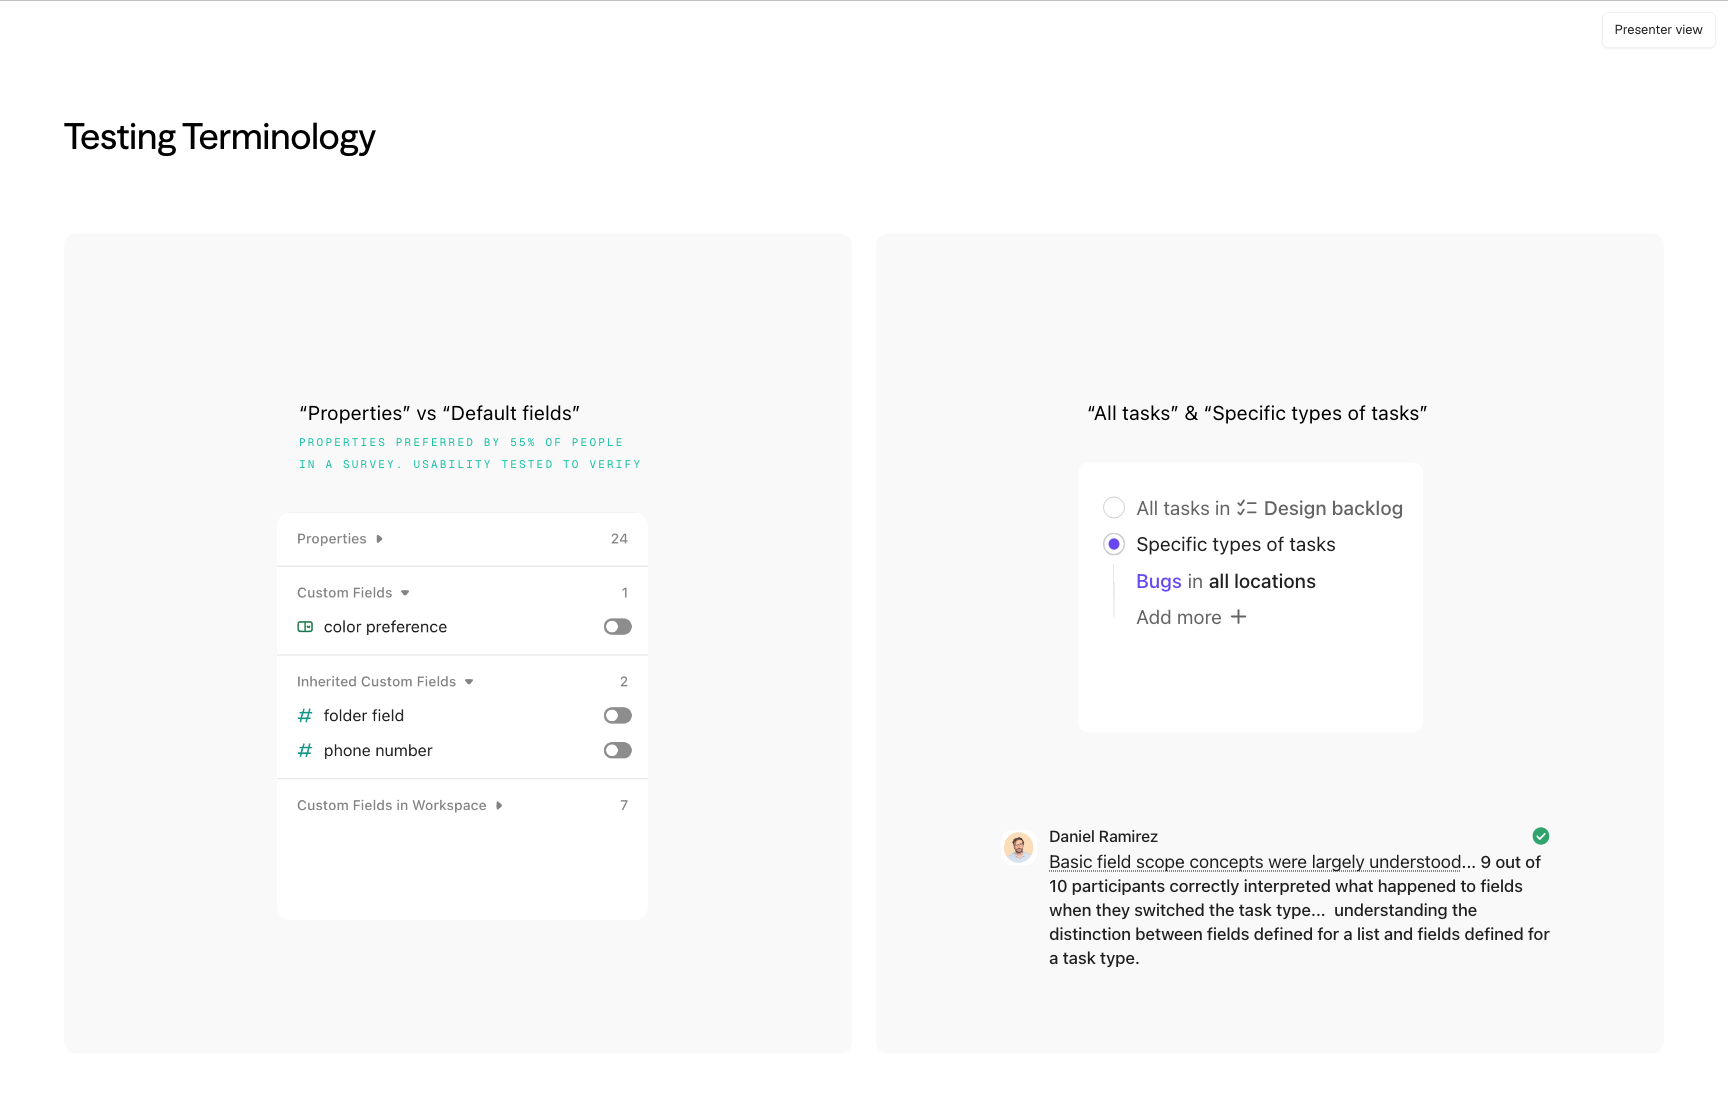 Presenter view
Testing Terminology
“Properties” vs “Default fields”
PROPERTIES PREFERRED BY 55% OF PEOPLE
IN A SURVEY. USABILITY TESTED TO VERIFY
Properties 24
Custom Fields 1
color preference
Inherited Custom Fields 2
folder field
phone number
Custom Fields in Workspace 7
“All tasks” & “Specific types of tasks”
All tasks in Design backlog
Specific types of tasks
Bugs in all locations
Add more +
Daniel Ramirez
Basic field scope concepts were largely understood... 9 out of
10 participants correctly interpreted what happened to fields
when they switched the task type... understanding the
distinction between fields defined for a list and fields defined for
a task type.